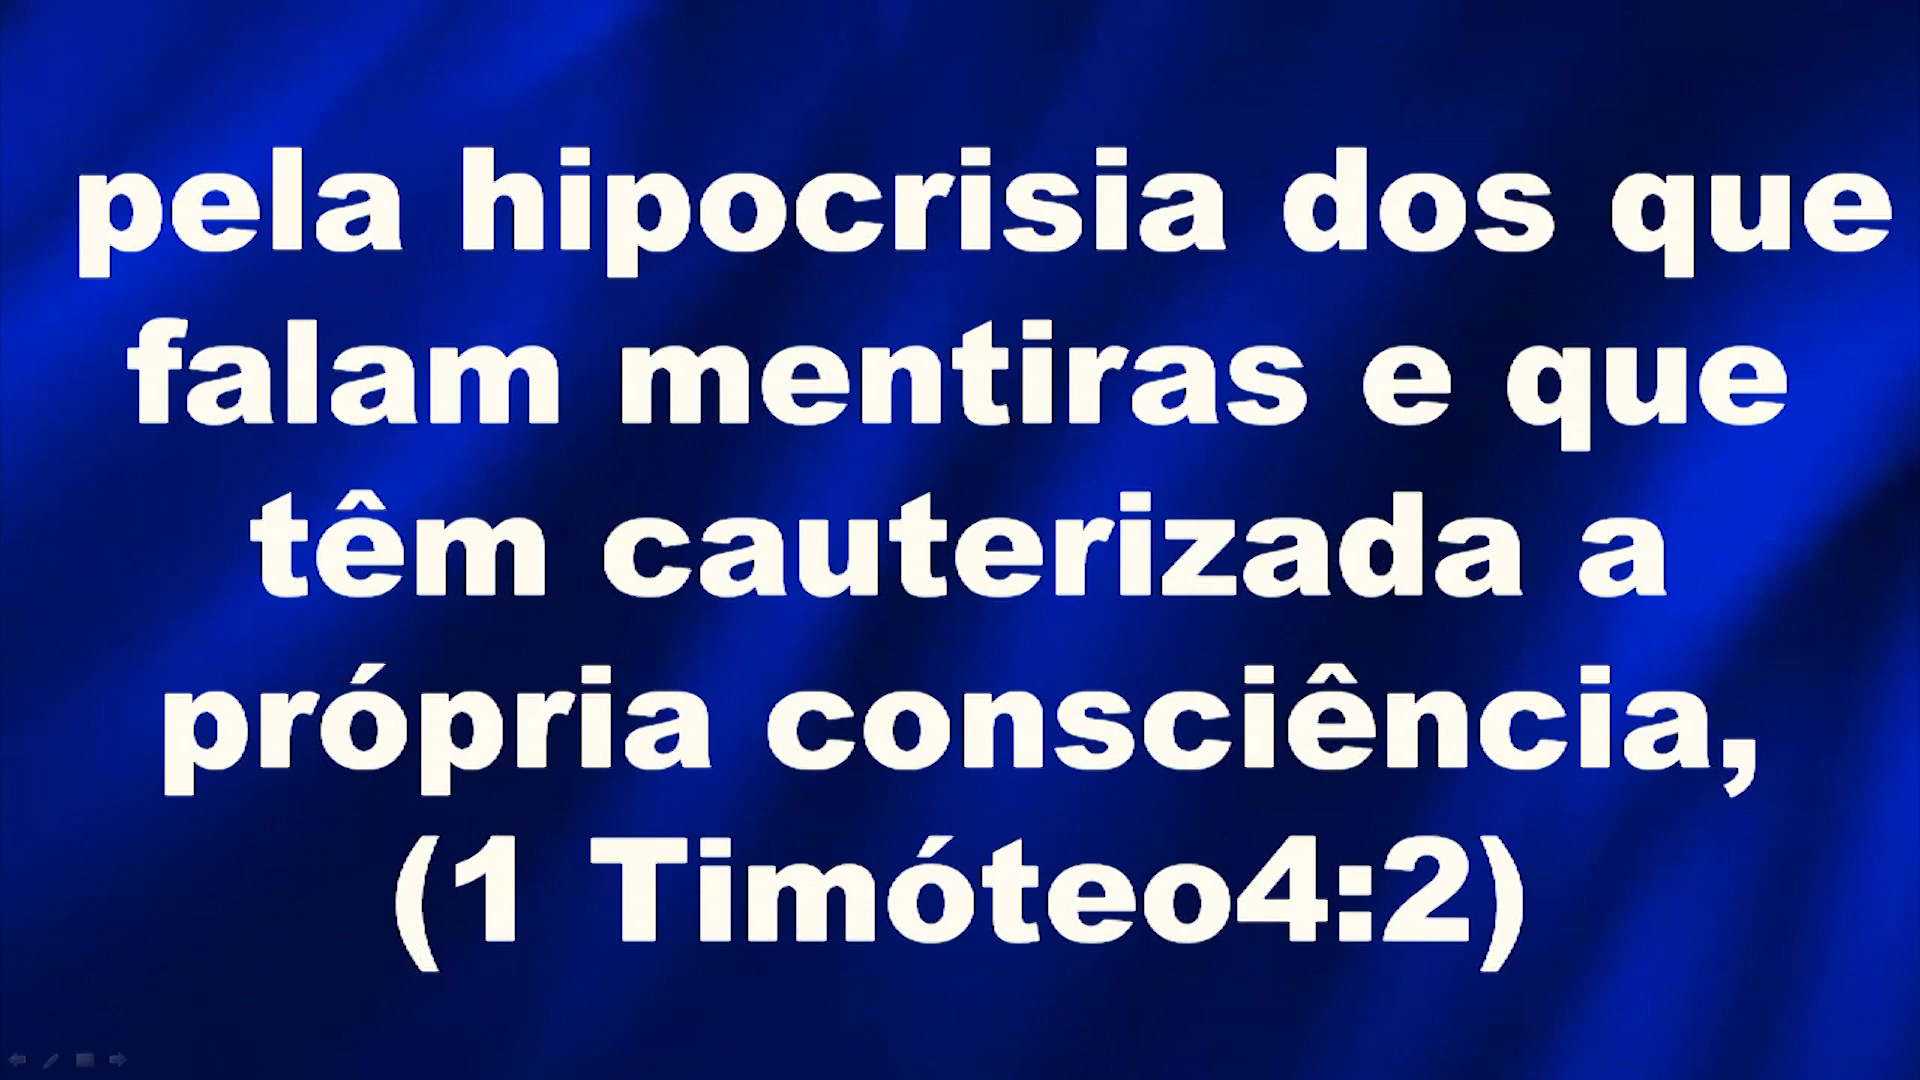 pela hipocrisia dos que
falam mentiras e que
têm cauterizada a
própria consciência,
(1 Timóteo4:2)